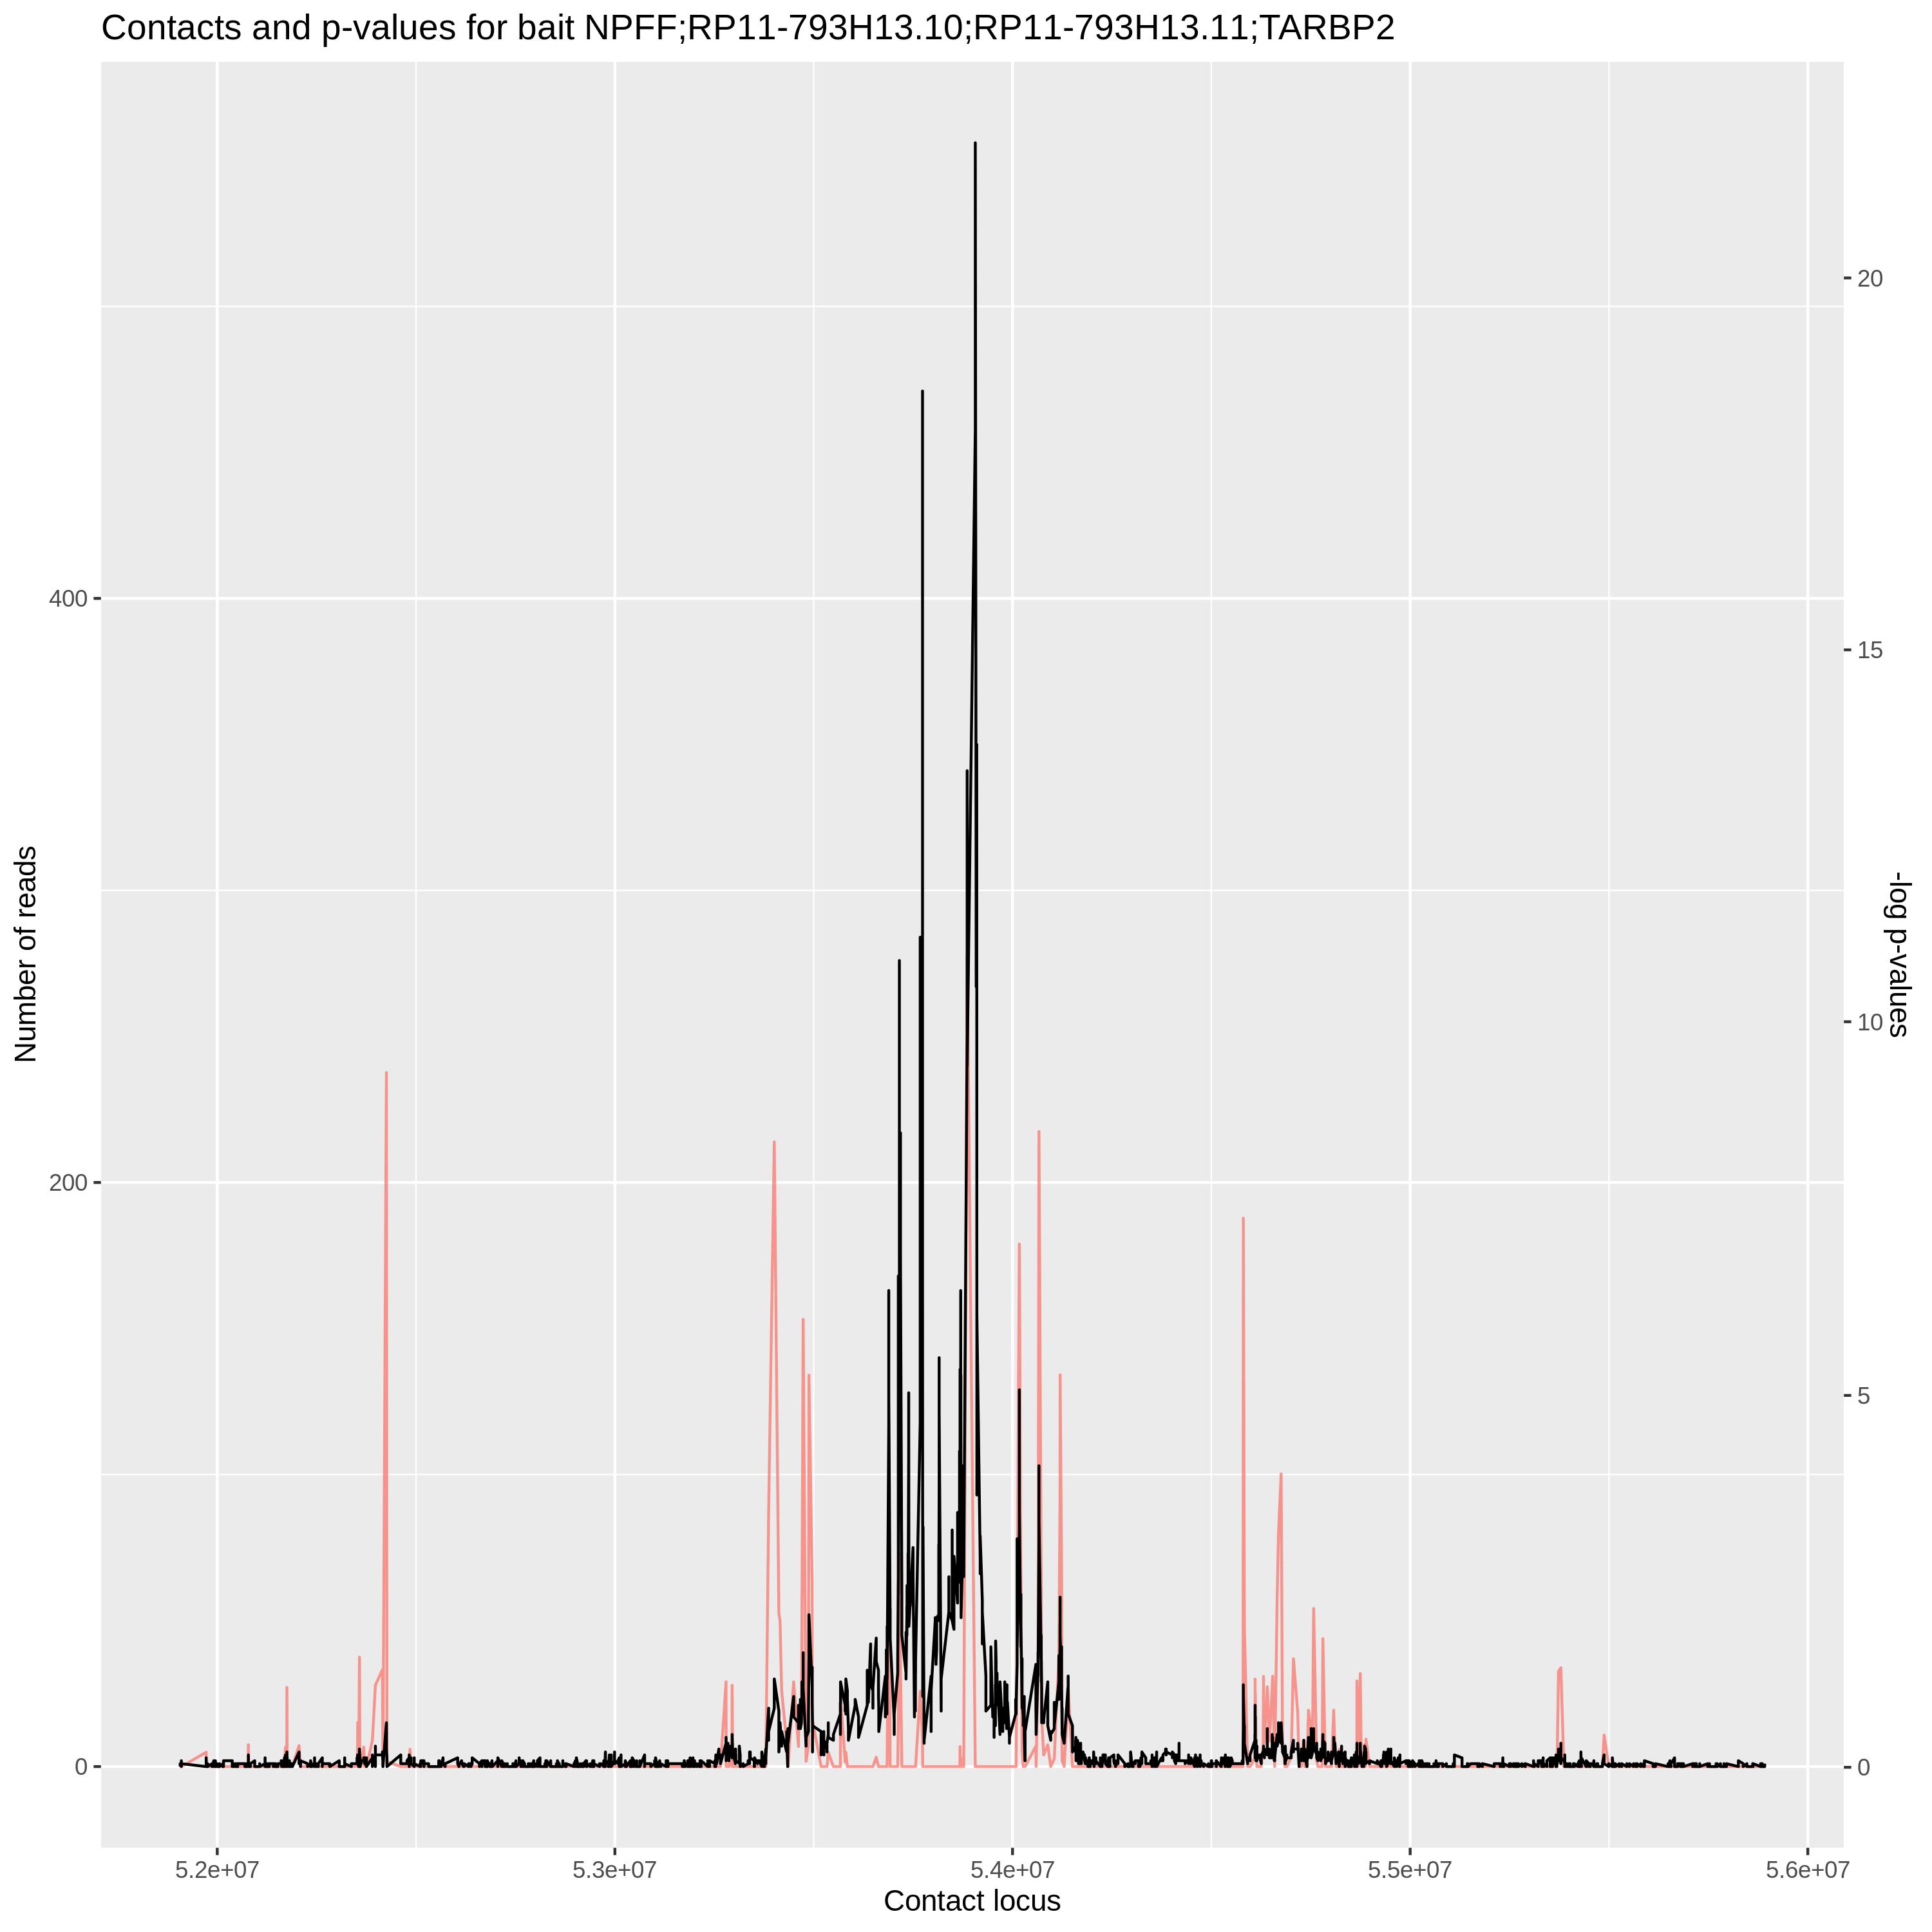 Contacts and p-values for bait NPFF;RP11-793H13.10;RP11-793H13.11;TARBP2
Number of reads
400
200
0
20
15
10
5
0
-log p-values
5.2e+07
5.3e+07
5.4e+07
5.5e+07
5.6e+07
Contact locus